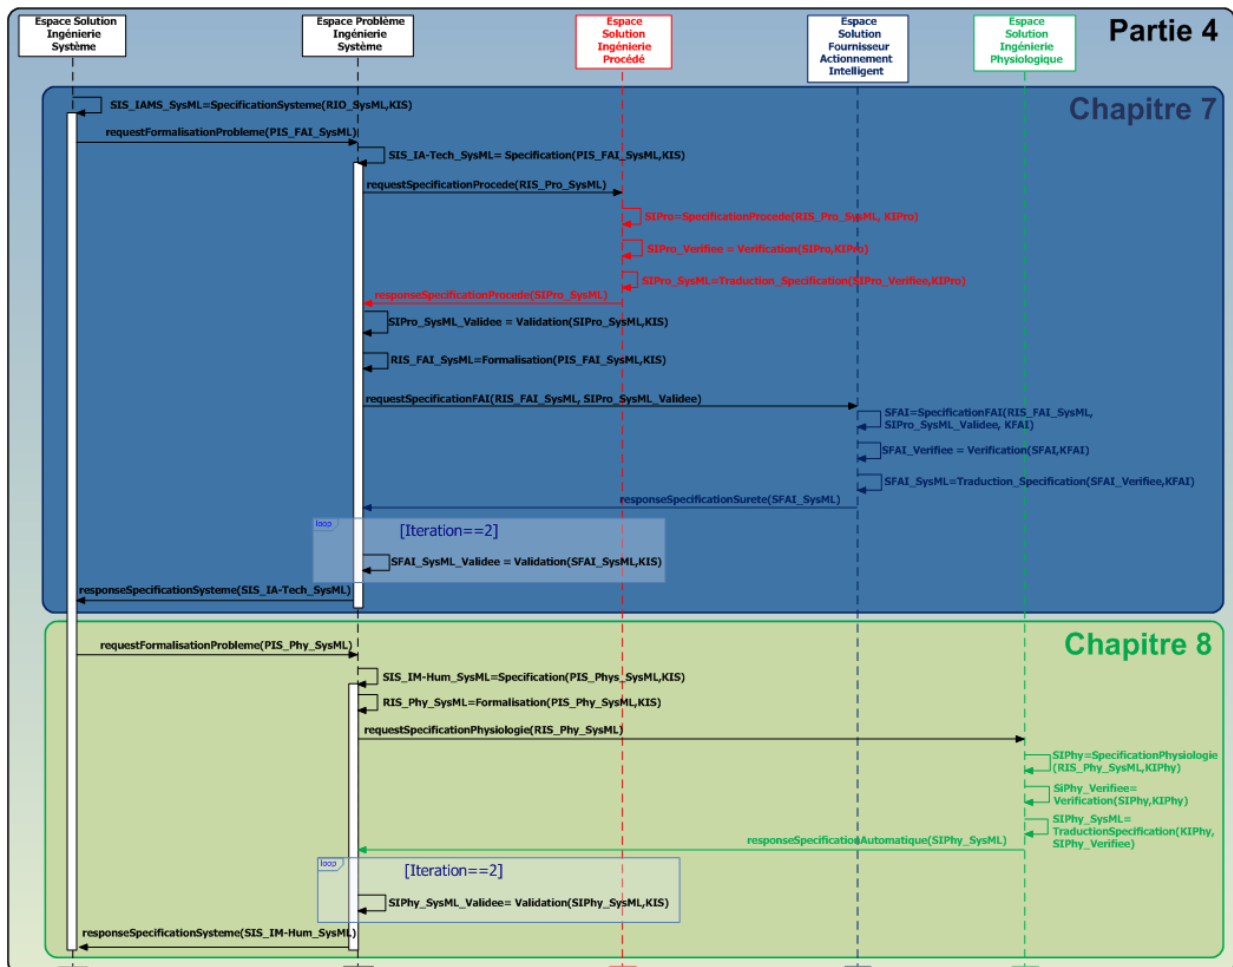 Espace Solution
Ingénierie
Système
Espace Problème
Ingénierie
Système
Espace
Solution
Ingénierie
Procédé
Espace
Solution
Fournisseur
Actionnement
Intelligent
Espace
Solution
Ingénierie
Physiologique
Partie 4
Chapitre 7
SIS_IAMS_SysML=SpecificationSysteme(RIO_SysML,KIS)
requestFormalisationProbleme(PIS_FAI_SysML)
SIS_IA-Tech_SysML= Specification(PIS_FAI_SysML,KIS)
requestSpecificationProcede(RIS_Pro_SysML)
SIPro=SpecificationProcede(RIS_Pro_SysML, KIPro)
SIPro_Verifiee = Verification(SIPro,KIPro)
SIPro_SysML=Traduction_Specification(SIPro_Verifiee,KIPro)
responseSpecificationProcede(SIPro_SysML)
SIPro_SysML_Validee = Validation(SIPro_SysML,KIS)
RIS_FAI_SysML=Formalisation(PIS_FAI_SysML,KIS)
requestSpecificationFAI(RIS_FAI_SysML, SIPro_SysML_Validee)
SFAI=SpecificationFAI(RIS_FAI_SysML,
SIPro_SysML_Validee, KFAI)
SFAI_Verifiee = Verification(SFAI,KFAI)
SFAI_SysML=Traduction_Specification(SFAI_Verifiee,KFAI)
responseSpecificationSurete(SFAI_SysML)
loop
[Iteration==2]
SFAI_SysML_Validee = Validation(SFAI_SysML,KIS)
responseSpecificationSysteme(SIS_IA-Tech_SysML)
Chapitre 8
requestFormalisationProbleme(PIS_Phy_SysML)
SIS_IM-Hum_SysML=Specification(PIS_Phys_SysML,KIS)
RIS_Phy_SysML=Formalisation(PIS_Phy_SysML,KIS)
requestSpecificationPhysiologie(RIS_Phy_SysML)
SIPhy=SpecificationPhysiologie
(RIS_Phy_SysML,KIPhy)
SiPhy_Verifiee=
Verification(SIPhy,KIPhy)
SIPhy_SysML=
TraductionSpecification(KIPhy,
SIPhy_Verifiee)
responseSpecificationAutomatique(SIPhy_SysML)
loop
[Iteration==2]
SIPhy_SysML_Validee= Validation(SIPhy_SysML,KIS)
responseSpecificationSysteme(SIS_IM-Hum_SysML)